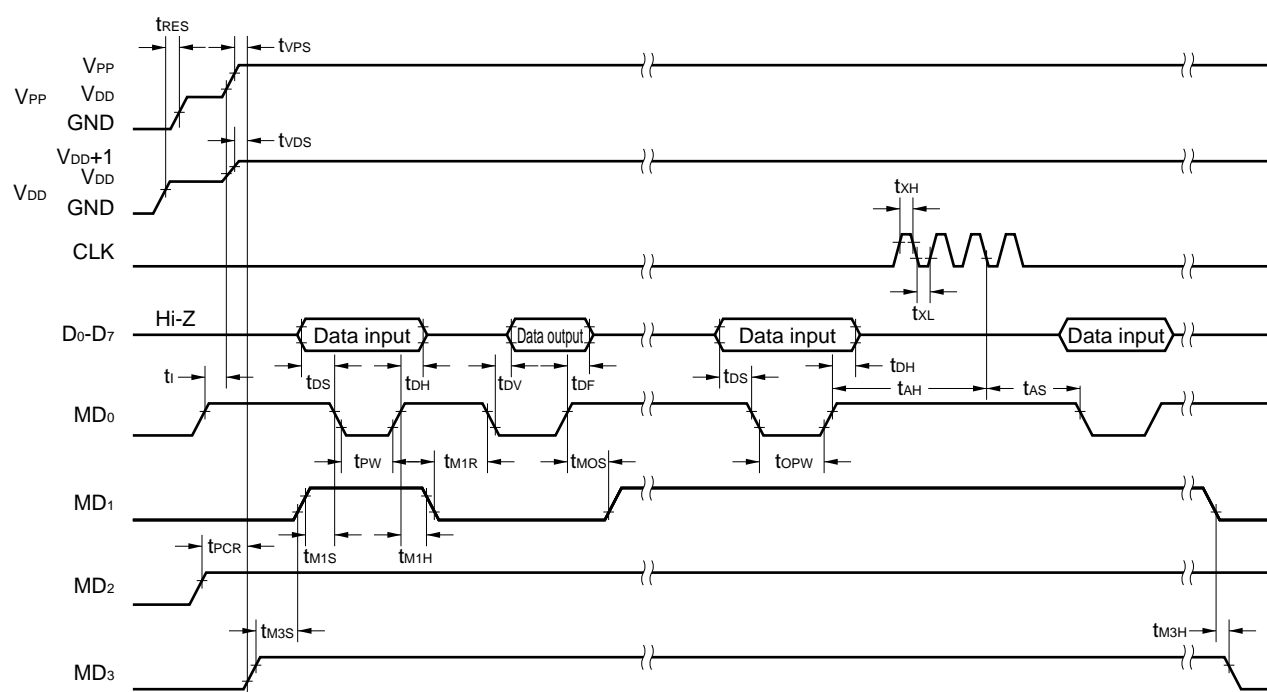 tRES
tVPS
VPP
VPP
VDD
GND
tVDS
VDD+1
VDD
VDD
GND
tXH
CLK
tXL
Hi-Z
D0-D7
Data input
Data output
Data input
Data input
tI
tDS
tDH
tDV
tDF
tDS
tDH
tAH
tAS
MD0
tPW
tM1R
tMOS
tOPW
MD1
tPCR
tM1S
tM1H
MD2
tM3S
tM3H
MD3